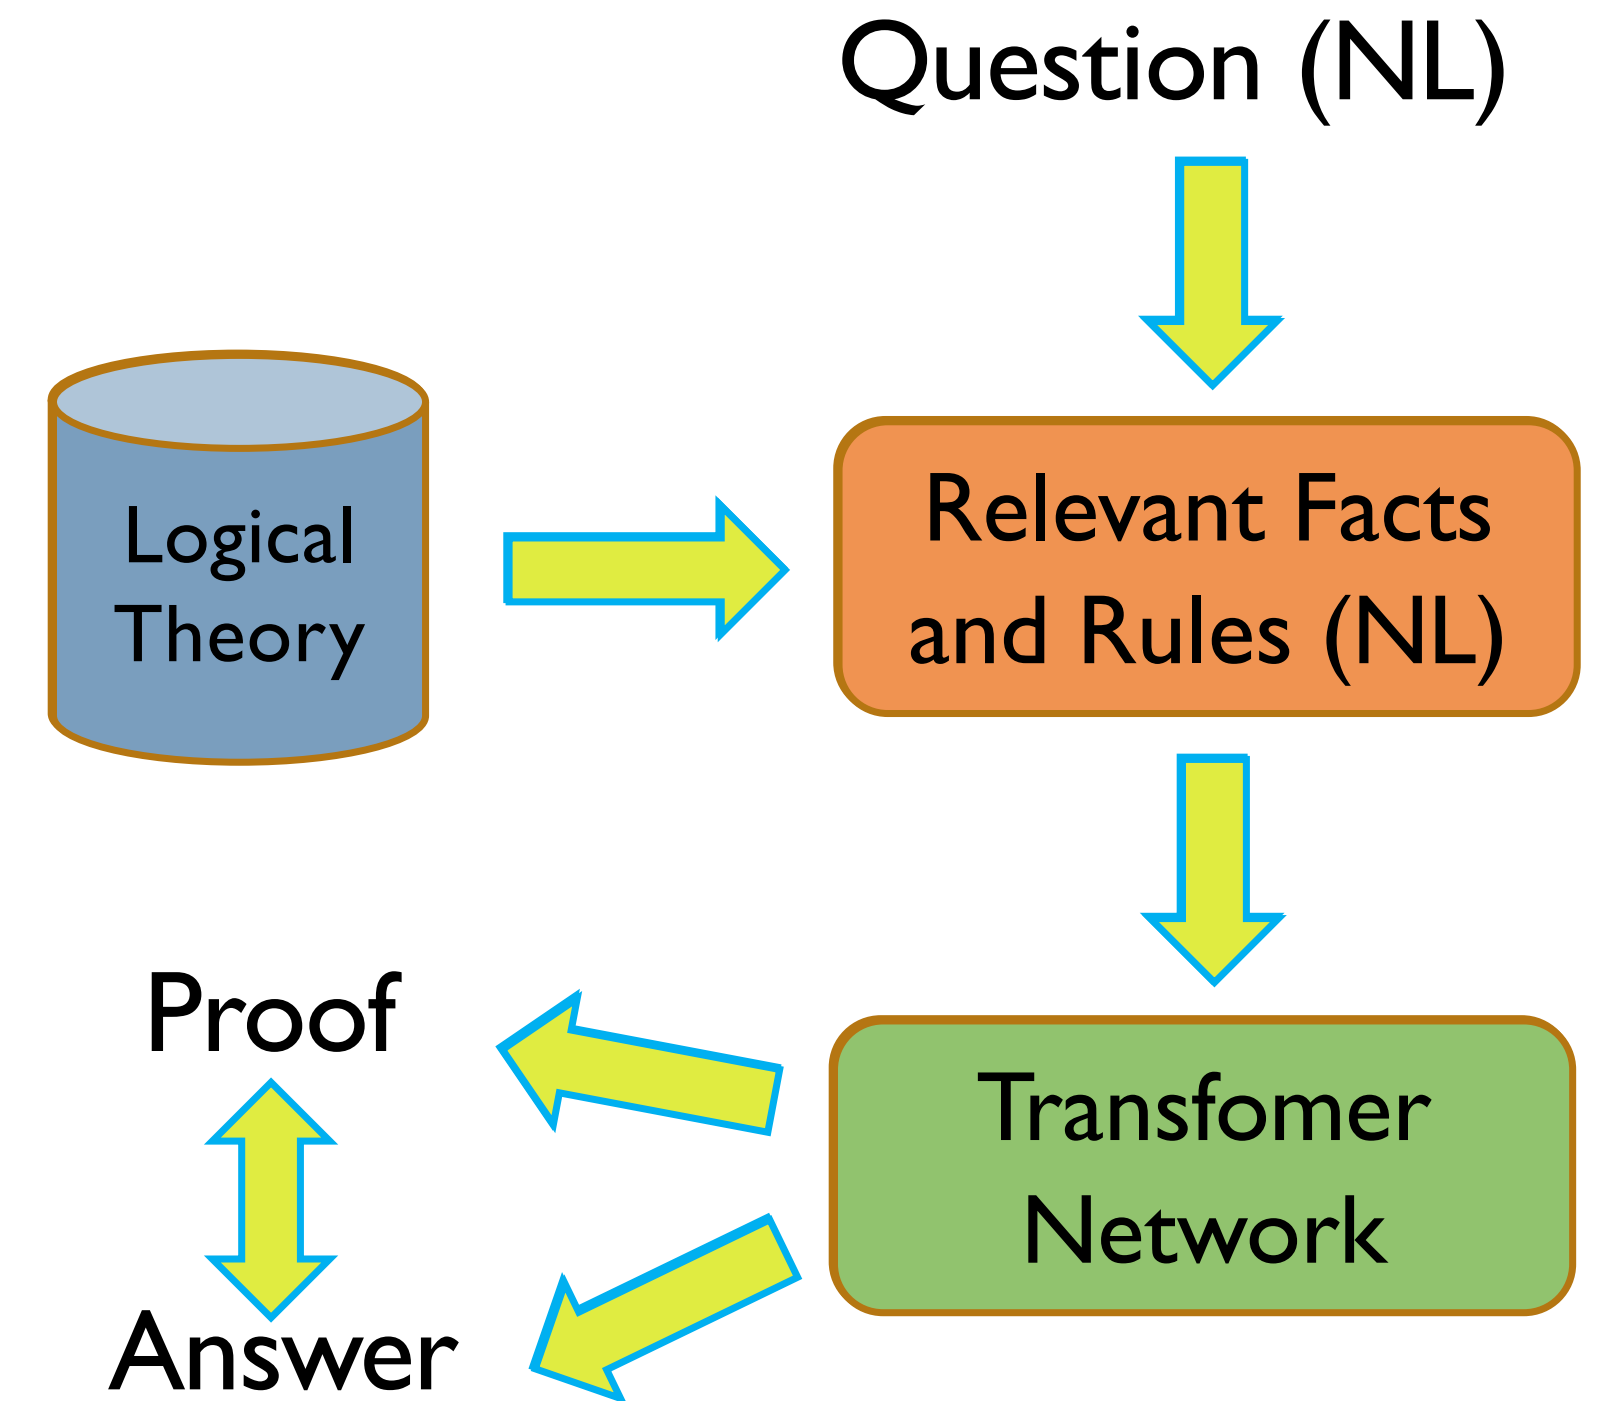 Question (NL)
Logical
Theory
Relevant Facts
and Rules (NL)
Proof
Transfomer
Network
Answer